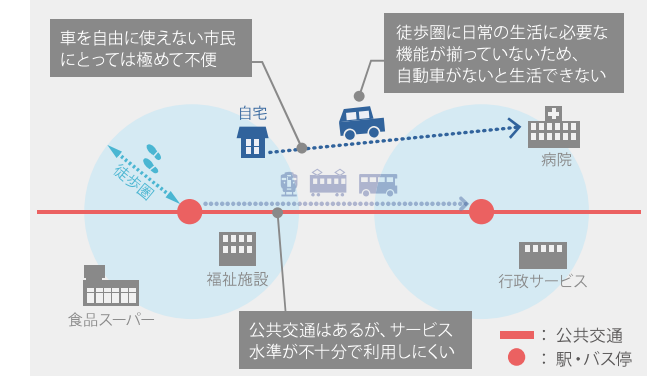 車を自由に使えない市民
にとっては極めて不便
徒歩圏に日常の生活に必要な
機能が揃っていないため、
自動車がないと生活できない
自宅
病院
徒歩圏
福祉施設
行政サービス
食品スーパー
公共交通はあるが、サービス
水準が不十分で利用しにくい
：公共交通
：駅・バス停